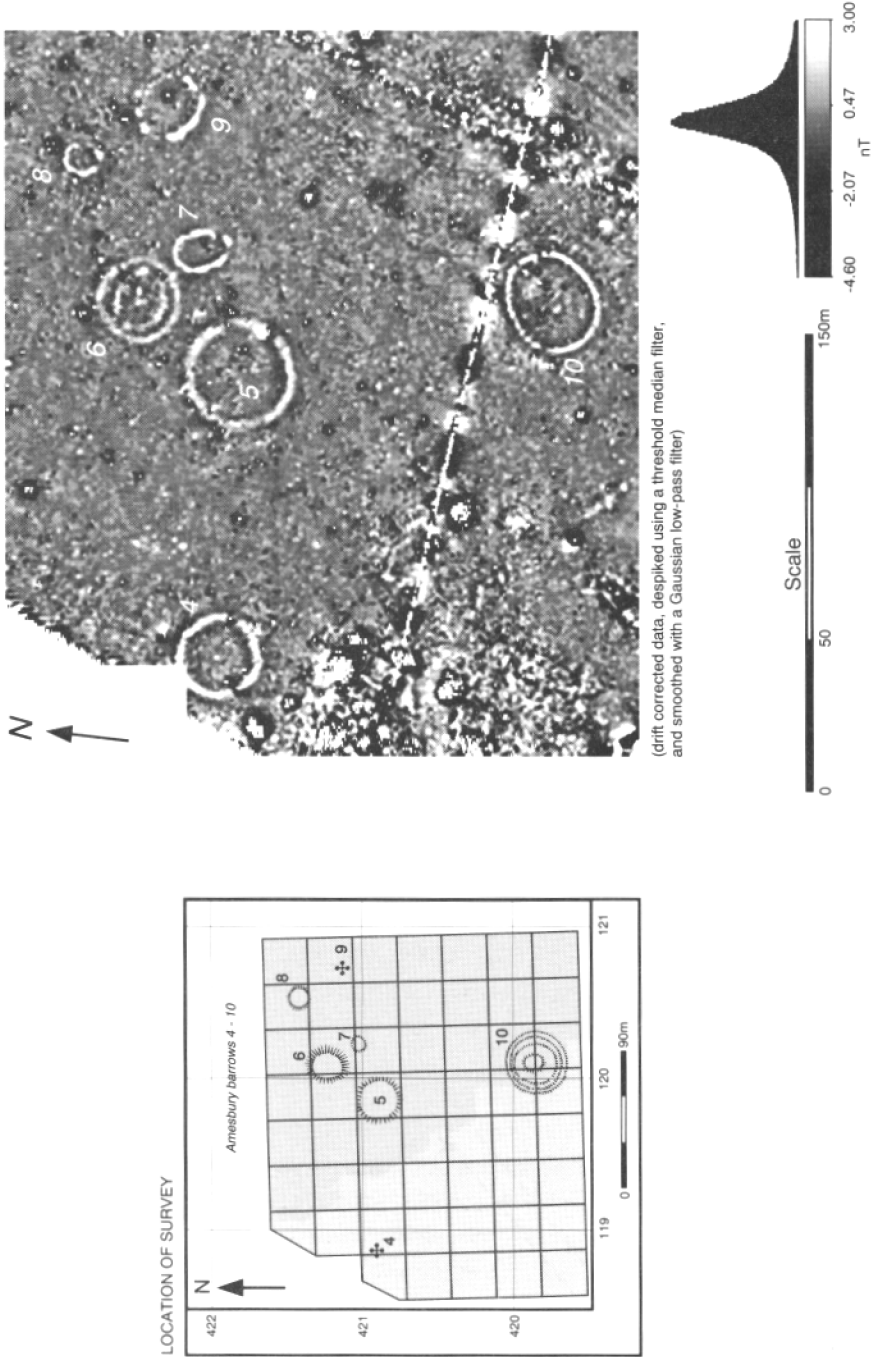 LOCATION OF SURVEY
N
Amesbury barrows 4 - 10
422
421
420
119
120
121
4
5
6
7
8
9
10
0
90m
N
4
5
6
7
8
9
10
(drift corrected data, despiked using a threshold median filter,
and smoothed with a Gaussian low-pass filter)
Scale
0
50
150m
-4.60
-2.07
0.47
3.00
nT